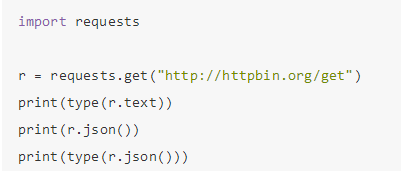 import requests
r = requests.get("http://httpbin.org/get")
print(type(r.text))
print(r.json())
print(type(r.json()))